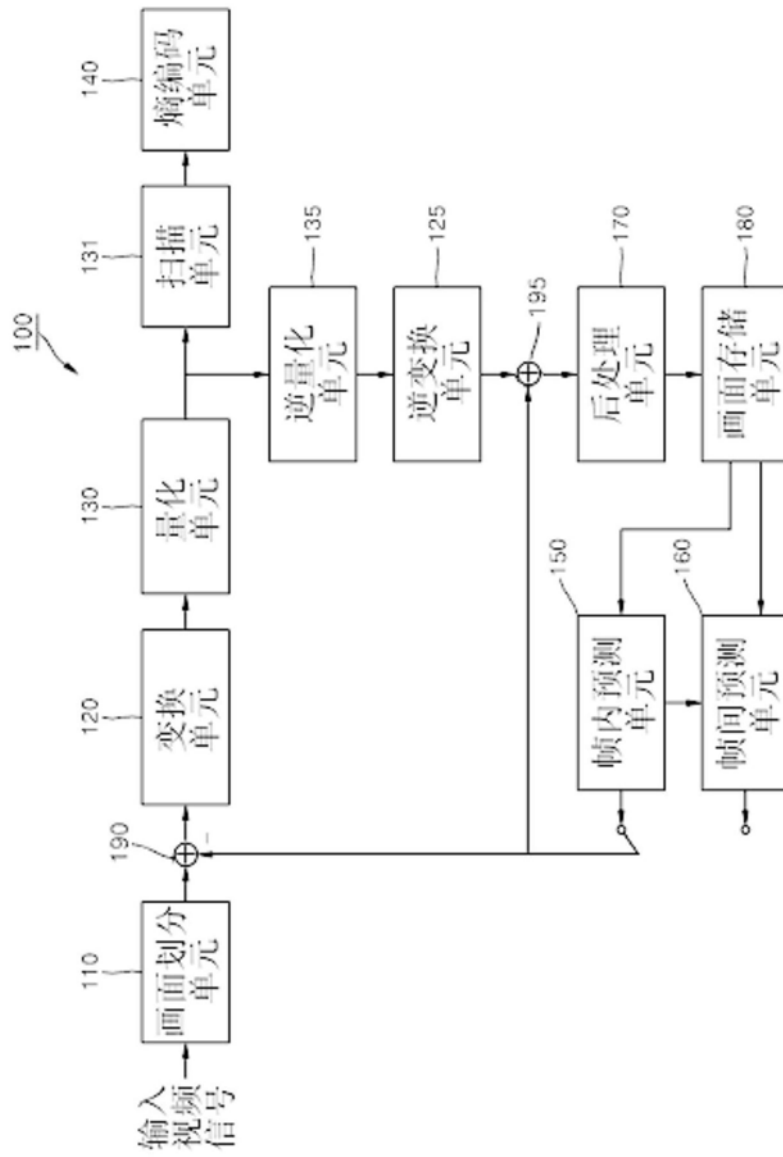 100
输入
视频
信号
110
画面划分
单元
190
-
120
变换
单元
130
量化
单元
131
扫描
单元
140
熵编码
单元
135
逆量化
单元
125
逆变换
单元
195
170
后处理
单元
180
画面存储
单元
150
帧内预测
单元
160
帧间预测
单元